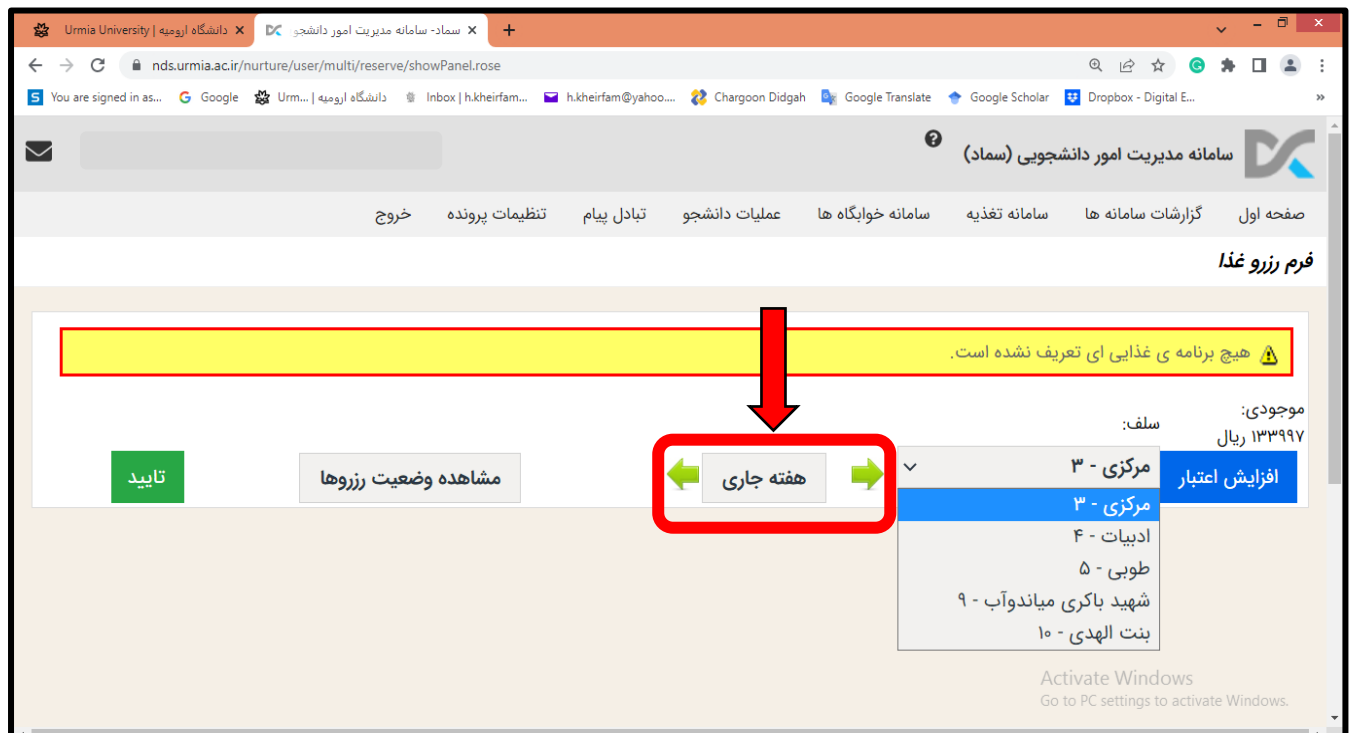 Urmia University | دانشگاه ارومیه
سماد- سامانه مدیریت امور دانشجو
nds.urmia.ac.ir/nurture/user/multi/reserve/showPanel.rose
You are signed in as... Google Urm... | دانشگاه ارومیه Inbox | h.kheirfam... h.kheirfam@yahoo.... Chargoon Didgah Google Translate Google Scholar Dropbox - Digital E... »
سامانه مدیریت امور دانشجویی (سماد)
صفحه اول گزارشات سامانه ها سامانه تغذیه سامانه خوابگاه ها عملیات دانشجو تبادل پیام تنظیمات پرونده خروج
فرم رزرو غذا
هیچ برنامه ی غذایی ای تعریف نشده است.
موجودی:
۱۳۳۹۹۷ ریال
افزایش اعتبار
سلف:
مرکزی - ۳
هفته جاری
مشاهده وضعیت رزروها
تایید
مرکزی - ۳
ادبیات - ۴
طوبی - ۵
شهید باکری میاندوآب - ۹
بنت الهدی - ۱۰
Activate Windows
Go to PC settings to activate Windows.